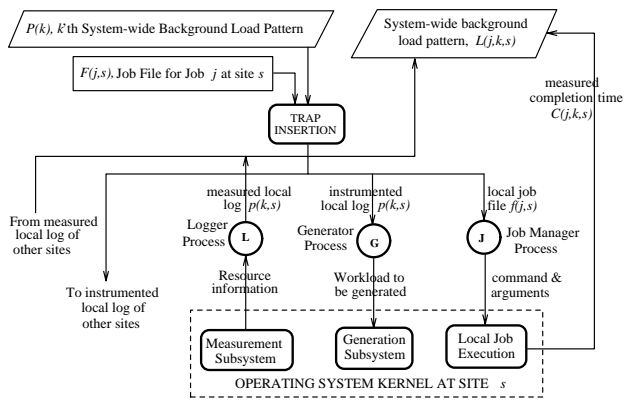 P(k), k'th System-wide Background Load Pattern
System-wide background
load pattern, L(j,k,s)
F(j,s), Job File for Job j at site s
measured
completion time
C(j,k,s)
TRAP
INSERTION
measured local
log p(k,s)
instrumented
local log p(k,s)
local job
file f(j,s)
From measured
local log of
other sites
Logger
Process
L
Generator
Process
G
J
Job Manager
Process
To instrumented
local log of
other sites
Resource
information
Workload to
be generated
command &
arguments
Measurement
Subsystem
Generation
Subsystem
Local Job
Execution
OPERATING SYSTEM KERNEL AT SITE s